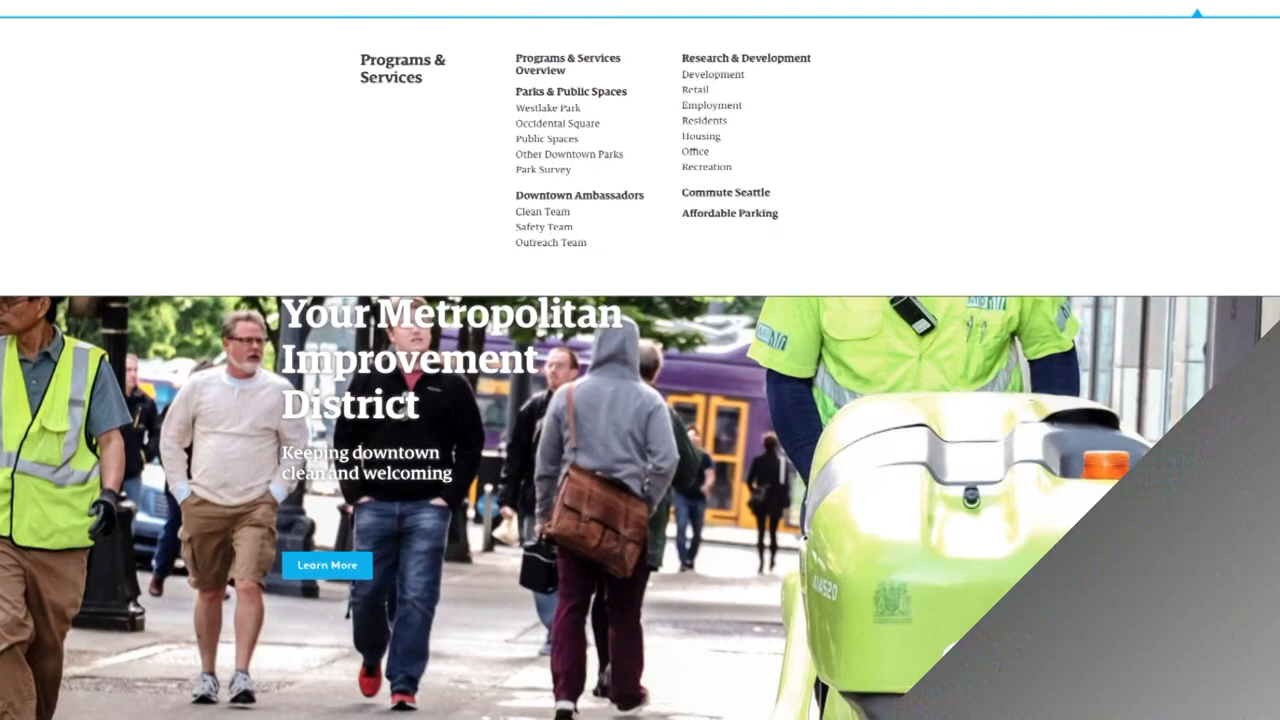 Programs &
Services
Programs & Services
Overview
Parks & Public Spaces
Westlake Park
Occidental Square
Public Spaces
Other Downtown Parks
Park Survey
Downtown Ambassadors
Clean Team
Safety Team
Outreach Team
Research & Development
Development
Retail
Employment
Residents
Housing
Office
Recreation
Commute Seattle
Affordable Parking
Your Metropolitan
Improvement
District
Keeping downtown
clean and welcoming
Learn More